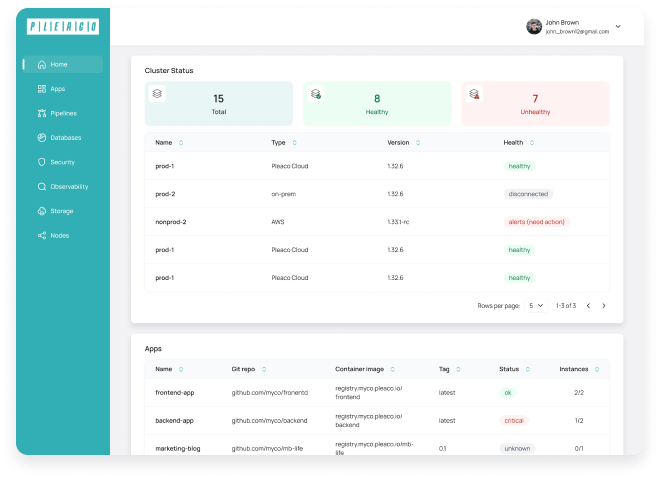 PLEACO
John Brown
john_brown12@gmail.com
Home
Apps
Pipelines
Databases
Security
Observability
Storage
Nodes
Cluster Status
15
Total
8
Healthy
7
Unhealthy
Name Type Version Health
prod-1 Pleaco Cloud 1.32.6 healthy
prod-2 on-prem 1.32.6 disconnected
nonprod-2 AWS 1.33.1-rc alerts (need action)
prod-1 Pleaco Cloud 1.32.6 healthy
prod-1 Pleaco Cloud 1.32.6 healthy
Rows per page: 5 1-3 of 3
Apps
Name Git repo Container image Tag Status Instances
frontend-app github.com/myco/fronentd registry.myco.pleaco.io/
frontend latest ok 2/2
backend-app github.com/myco/backend registry.myco.pleaco.io/
backend latest critical 1/2
marketing-blog github.com/myco/mb-life registry.myco.pleaco.io/mb-
life 0.1 unknown 0/1